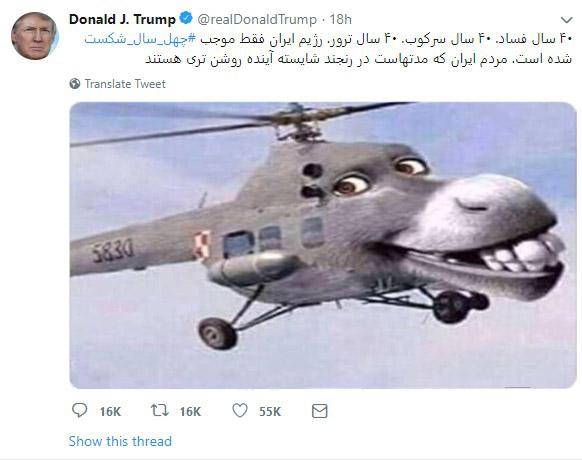 Donald J. Trump @realDonaldTrump · 18h
۴۰ سال فساد. ۴۰ سال سرکوب. ۴۰ سال ترور. رژیم ایران فقط موجب #چهل_سال_شکست
شده است. مردم ایران که مدتهاست در رنجند شایسته آینده روشن تری هستند
Translate Tweet
5830
16K 16K 55K
Show this thread